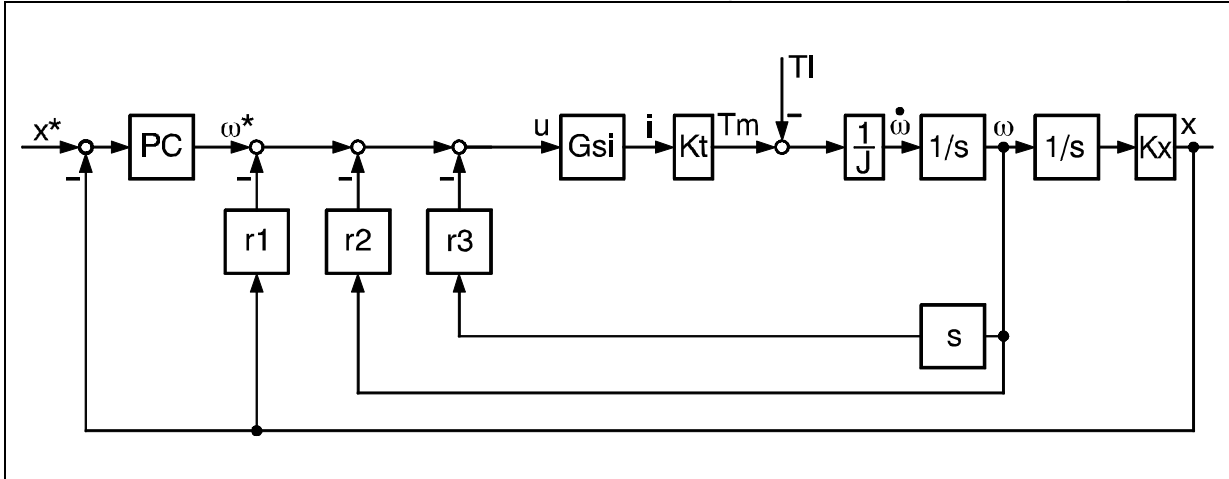 Tl
x* PC ω* u Gsi i Kt Tm 1/J ω̇ 1/s ω 1/s Kx x
− − − − −
r1 r2 r3
s